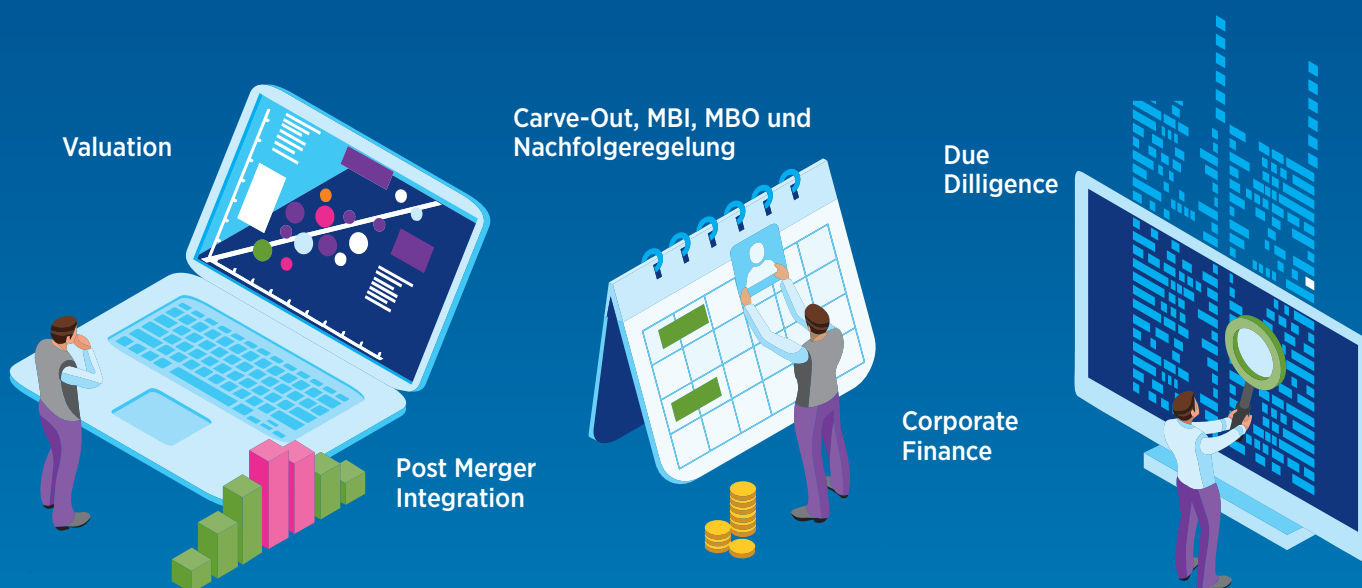 Valuation
Carve-Out, MBI, MBO und
Nachfolgeregelung
Due
Dilligence
Post Merger
Integration
Corporate
Finance